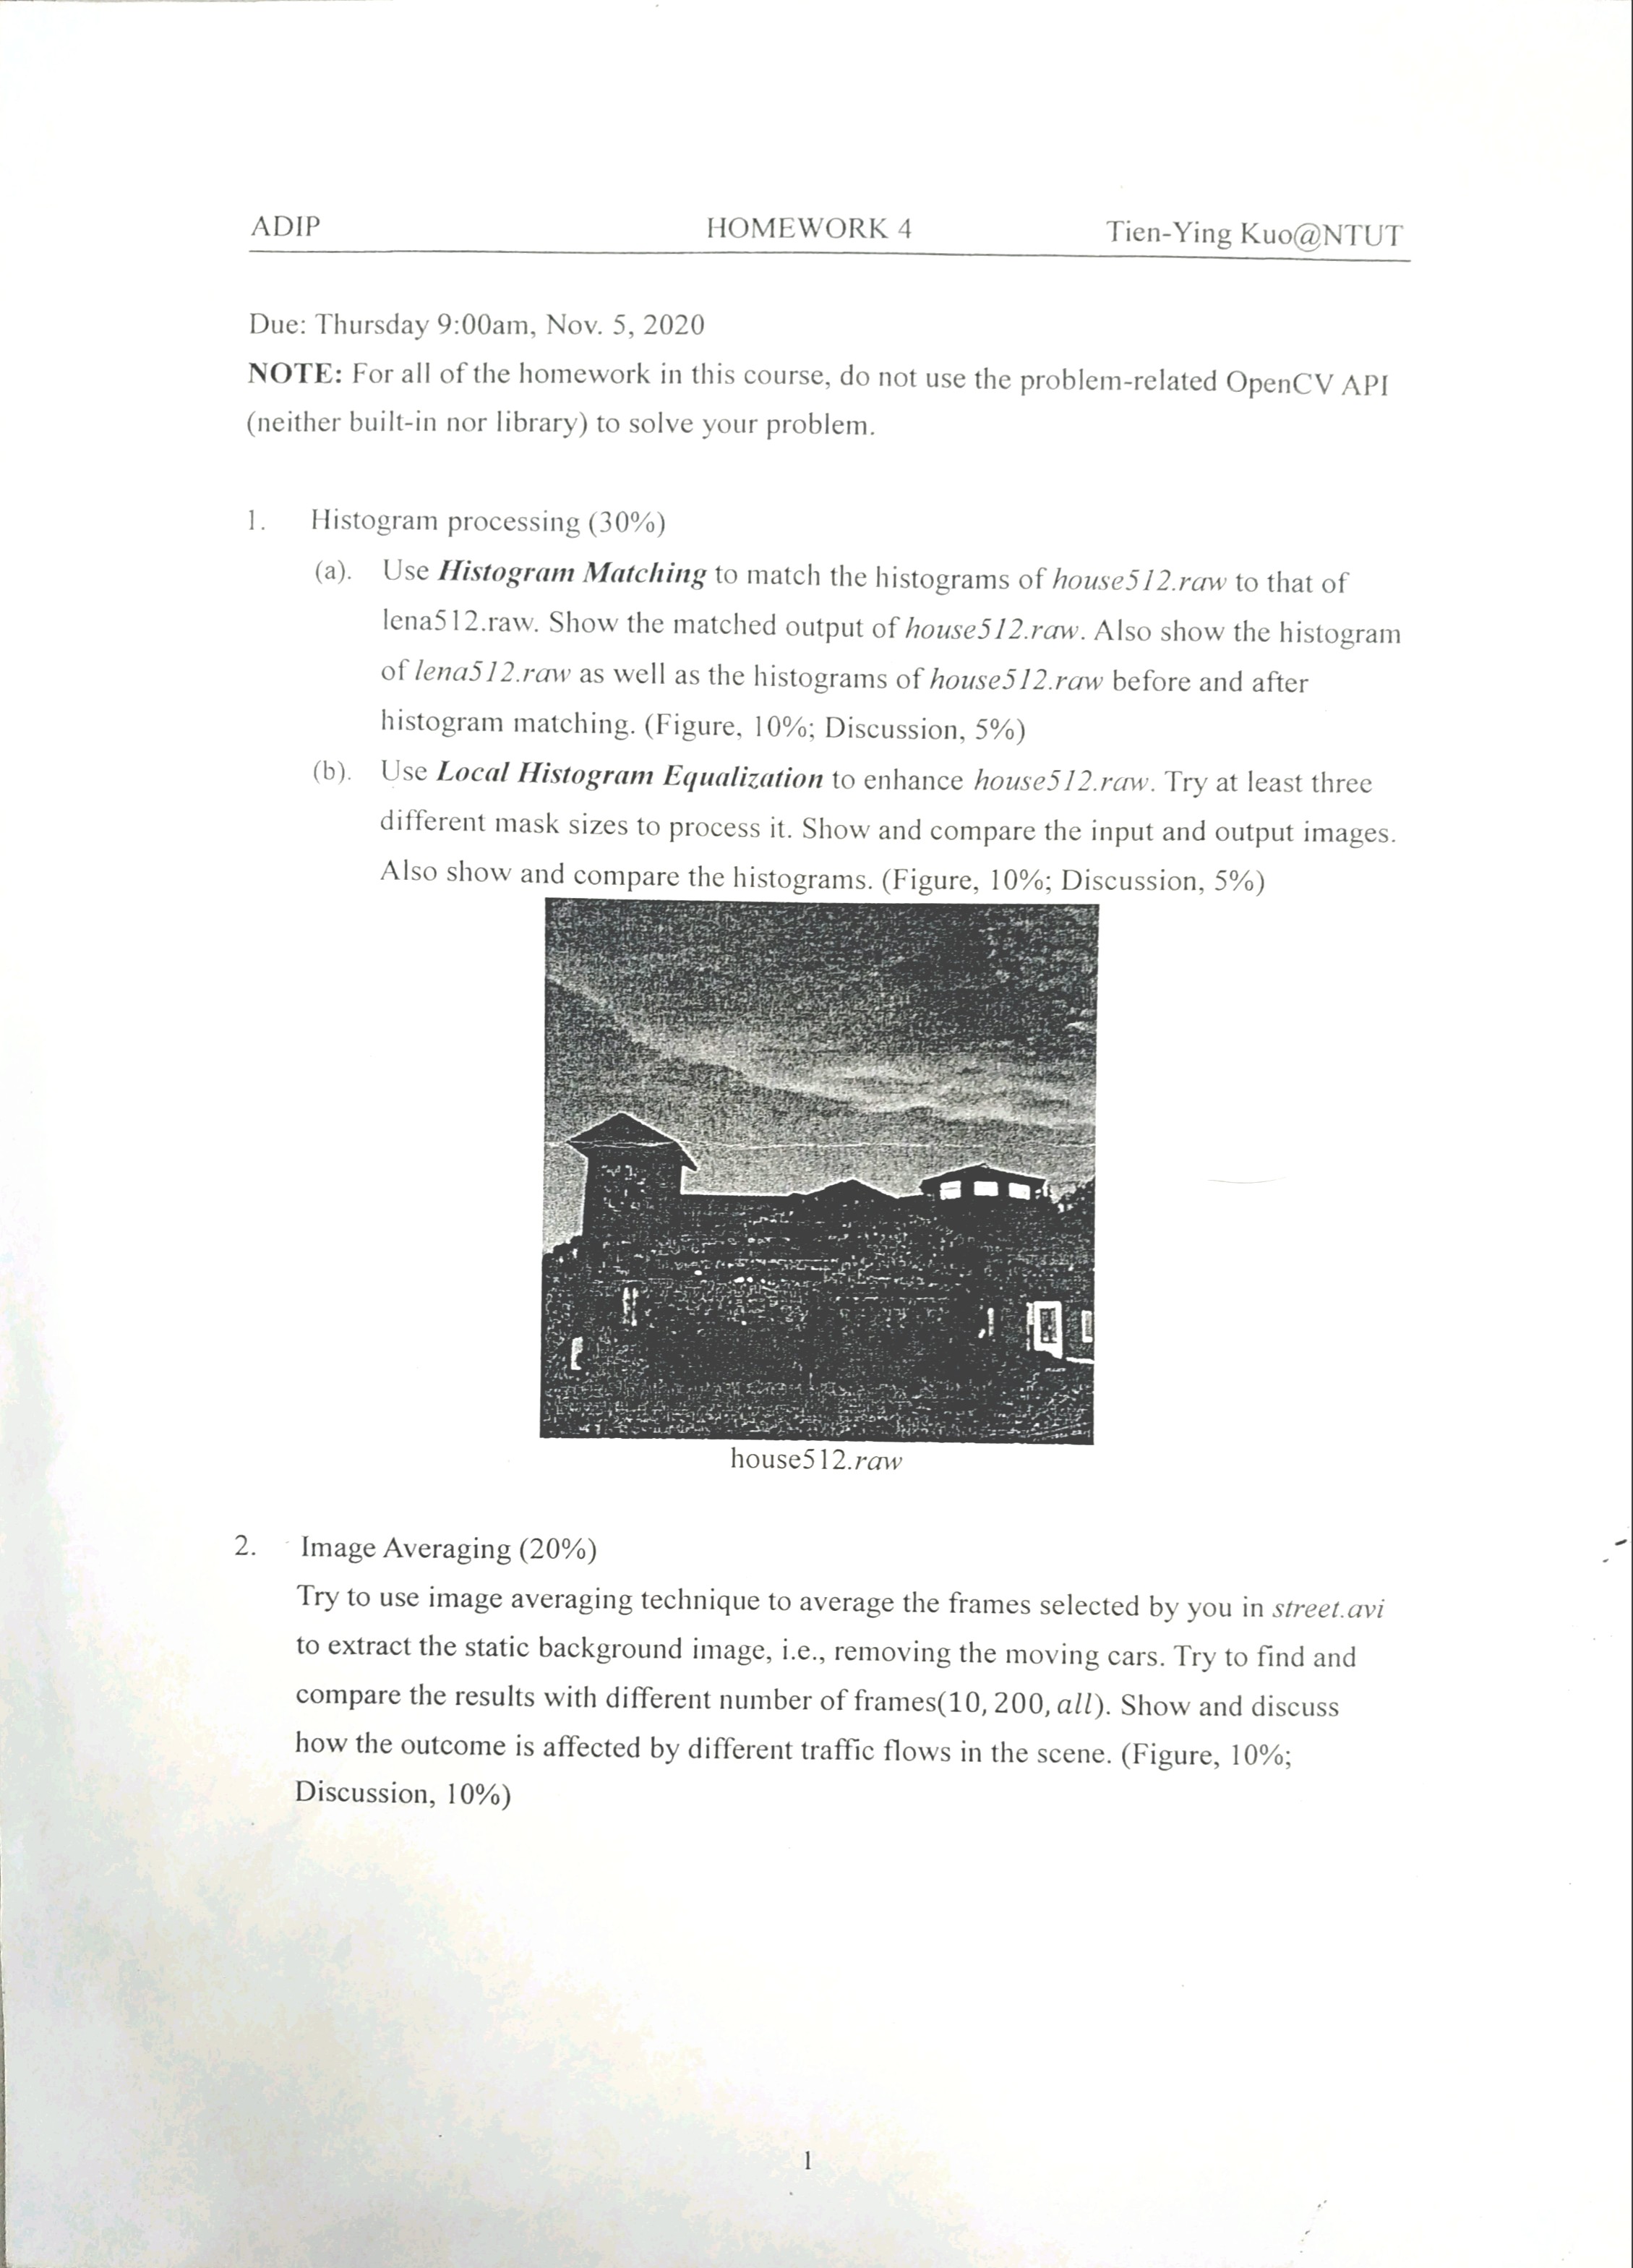 ADIP HOMEWORK 4 Tien-Ying Kuo@NTUT
Due: Thursday 9:00am, Nov. 5, 2020
NOTE: For all of the homework in this course, do not use the problem-related OpenCV API
(neither built-in nor library) to solve your problem.
1. Histogram processing (30%)
(a). Use Histogram Matching to match the histograms of house512.raw to that of
lena512.raw. Show the matched output of house512.raw. Also show the histogram
of lena512.raw as well as the histograms of house512.raw before and after
histogram matching. (Figure, 10%; Discussion, 5%)
(b). Use Local Histogram Equalization to enhance house512.raw. Try at least three
different mask sizes to process it. Show and compare the input and output images.
Also show and compare the histograms. (Figure, 10%; Discussion, 5%)
house512.raw
2. Image Averaging (20%)
Try to use image averaging technique to average the frames selected by you in street.avi
to extract the static background image, i.e., removing the moving cars. Try to find and
compare the results with different number of frames(10, 200, all). Show and discuss
how the outcome is affected by different traffic flows in the scene. (Figure, 10%;
Discussion, 10%)
1